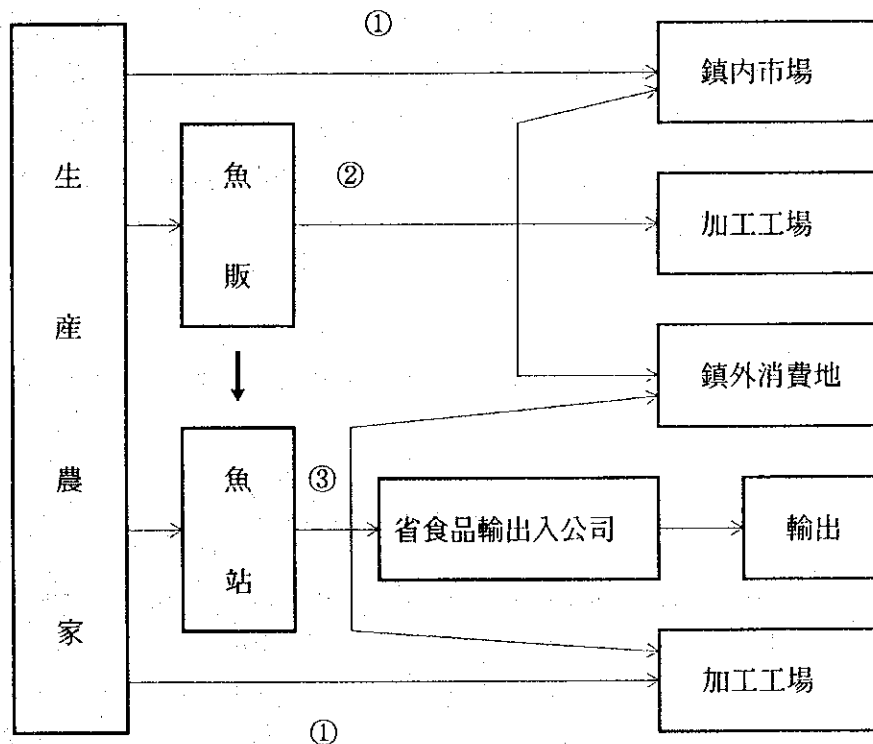 ①
鎮内市場
生産農家
魚販
②
加工工場
鎮外消費地
魚站
③
省食品輸出入公司
輸出
加工工場
①